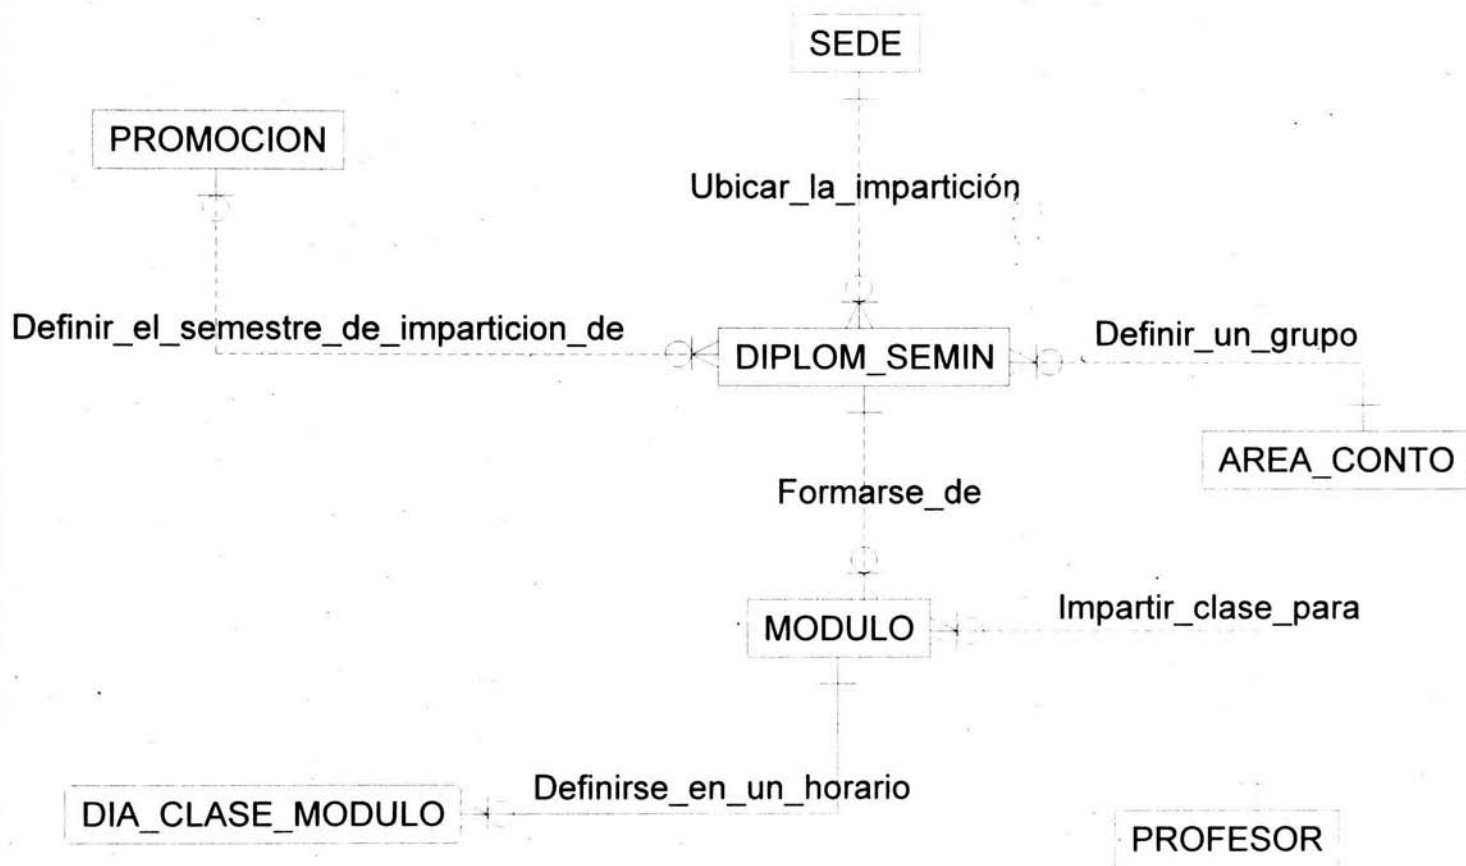 SEDE
PROMOCION
Ubicar_la_impartición
Definir_el_semestre_de_imparticion_de
DIPLOM_SEMIN
Definir_un_grupo
AREA_CONTO
Formarse_de
MODULO
Impartir_clase_para
Definirse_en_un_horario
DIA_CLASE_MODULO
PROFESOR